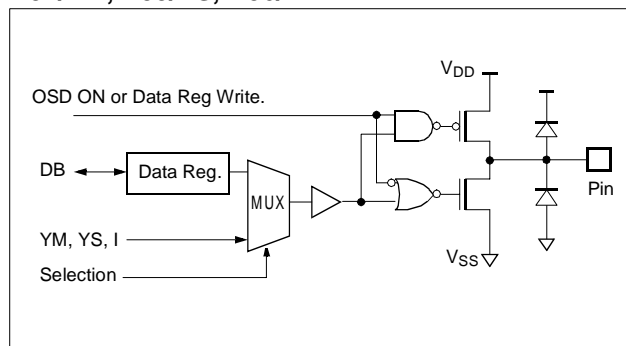 VDD
OSD ON or Data Reg Write.
DB
Data Reg.
MUX
Pin
YM, YS, I
VSS
Selection